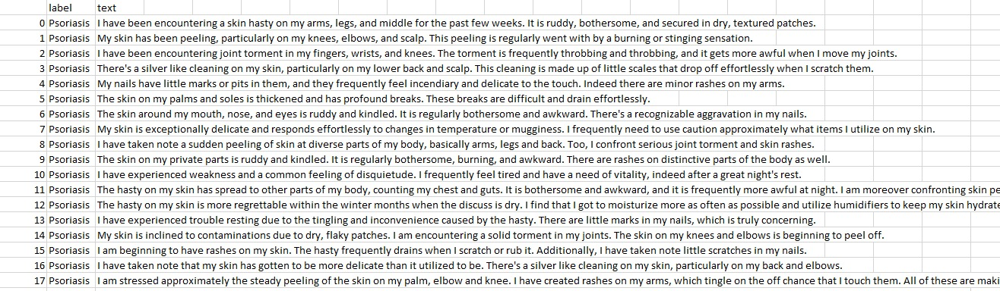 label text
0 Psoriasis I have been encountering a skin hasty on my arms, legs, and middle for the past few weeks. It is ruddy, bothersome, and secured in dry, textured patches.
1 Psoriasis My skin has been peeling, particularly on my knees, elbows, and scalp. This peeling is regularly went with by a burning or stinging sensation.
2 Psoriasis I have been encountering joint torment in my fingers, wrists, and knees. The torment is frequently throbbing and throbbing, and it gets more awful when I move my joints.
3 Psoriasis There's a silver like cleaning on my skin, particularly on my lower back and scalp. This cleaning is made up of little scales that drop off effortlessly when I scratch them.
4 Psoriasis My nails have little marks or pits in them, and they frequently feel incendiary and delicate to the touch. Indeed there are minor rashes on my arms.
5 Psoriasis The skin on my palms and soles is thickened and has profound breaks. These breaks are difficult and drain effortlessly.
6 Psoriasis The skin around my mouth, nose, and eyes is ruddy and kindled. It is regularly bothersome and awkward. There's a recognizable aggravation in my nails.
7 Psoriasis My skin is exceptionally delicate and responds effortlessly to changes in temperature or mugginess. I frequently need to use caution approximately what items I utilize on my skin.
8 Psoriasis I have taken note a sudden peeling of skin at diverse parts of my body, basically arms, legs and back. Too, I confront serious joint torment and skin rashes.
9 Psoriasis The skin on my private parts is ruddy and kindled. It is regularly bothersome, burning, and awkward. There are rashes on distinctive parts of the body as well.
10 Psoriasis I have experienced weakness and a common feeling of disquietude. I frequently feel tired and have a need of vitality, indeed after a great night's rest.
11 Psoriasis The hasty on my skin has spread to other parts of my body, counting my chest and guts. It is bothersome and awkward, and it is frequently more awful at night. I am moreover confronting skin pe
12 Psoriasis The hasty on my skin is more regrettable within the winter months when the discuss is dry. I find that I got to moisturize more as often as possible and utilize humidifiers to keep my skin hydrate
13 Psoriasis I have experienced trouble resting due to the tingling and inconvenience caused by the hasty. There are little marks in my nails, which is truly concerning.
14 Psoriasis My skin is inclined to contaminations due to dry, flaky patches. I am encountering a solid torment in my joints. The skin on my knees and elbows is beginning to peel off.
15 Psoriasis I am beginning to have rashes on my skin. The hasty frequently drains when I scratch or rub it. Additionally, I have taken note little scratches in my nails.
16 Psoriasis I have taken note that my skin has gotten to be more delicate than it utilized to be. There's a silver like cleaning on my skin, particularly on my back and elbows.
17 Psoriasis I am stressed approximately the steady peeling of the skin on my palm, elbow and knee. I have created rashes on my arms, which tingle on the off chance that I touch them. All of these are maki